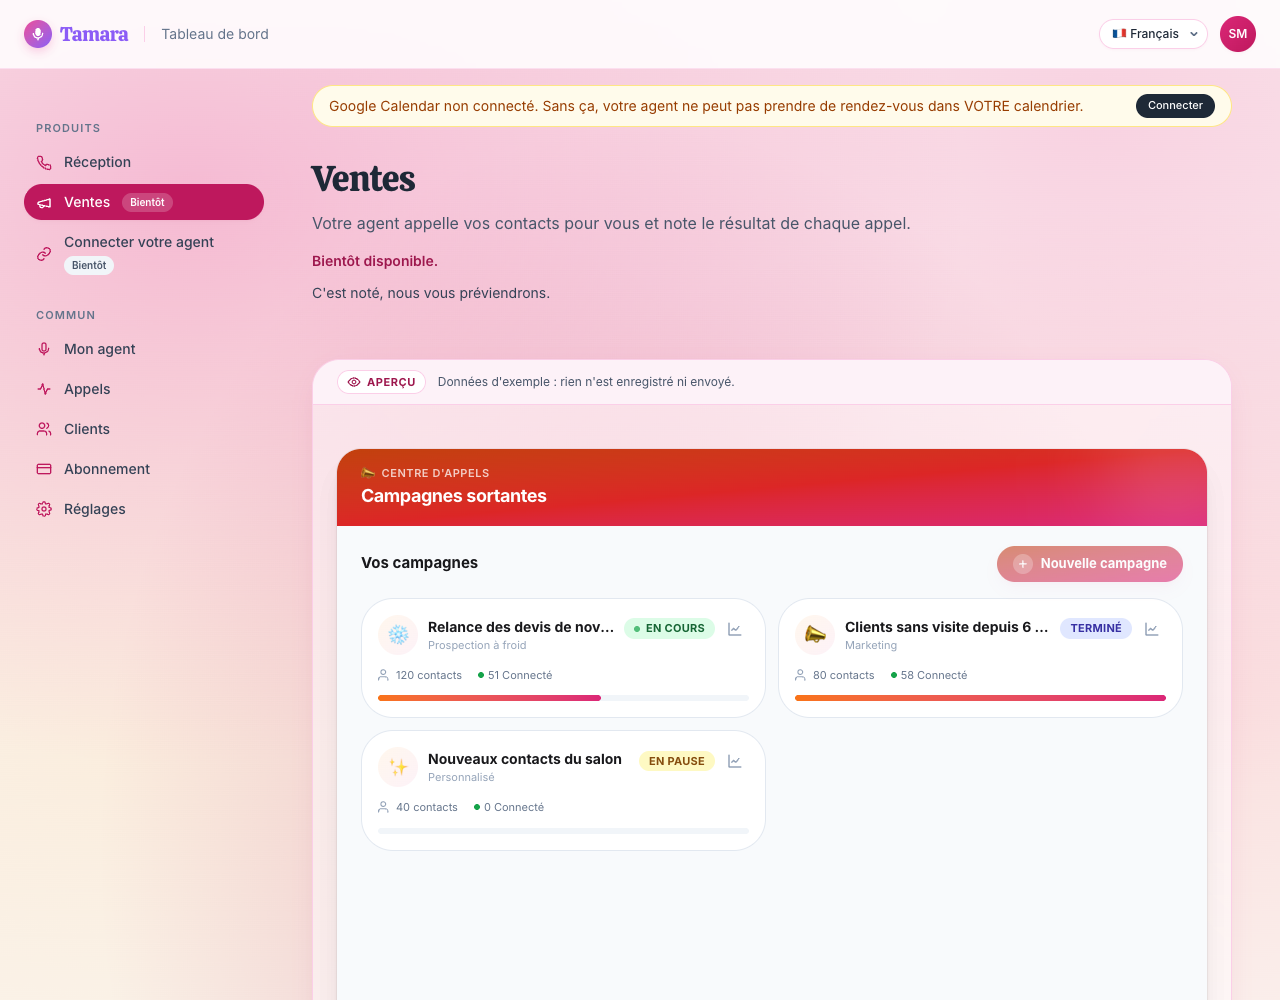 Tamara
Tableau de bord
Français
SM
Google Calendar non connecté. Sans ça, votre agent ne peut pas prendre de rendez-vous dans VOTRE calendrier.
Connecter
PRODUITS
Réception
Ventes Bientôt
Connecter votre agent
Bientôt
COMMUN
Mon agent
Appels
Clients
Abonnement
Réglages
Ventes
Votre agent appelle vos contacts pour vous et note le résultat de chaque appel.
Bientôt disponible.
C'est noté, nous vous préviendrons.
APERÇU Données d'exemple : rien n'est enregistré ni envoyé.
CENTRE D'APPELS
Campagnes sortantes
Vos campagnes
Nouvelle campagne
Relance des devis de nov... EN COURS
Prospection à froid
120 contacts 51 Connecté
Clients sans visite depuis 6 ... TERMINÉ
Marketing
80 contacts 58 Connecté
Nouveaux contacts du salon EN PAUSE
Personnalisé
40 contacts 0 Connecté